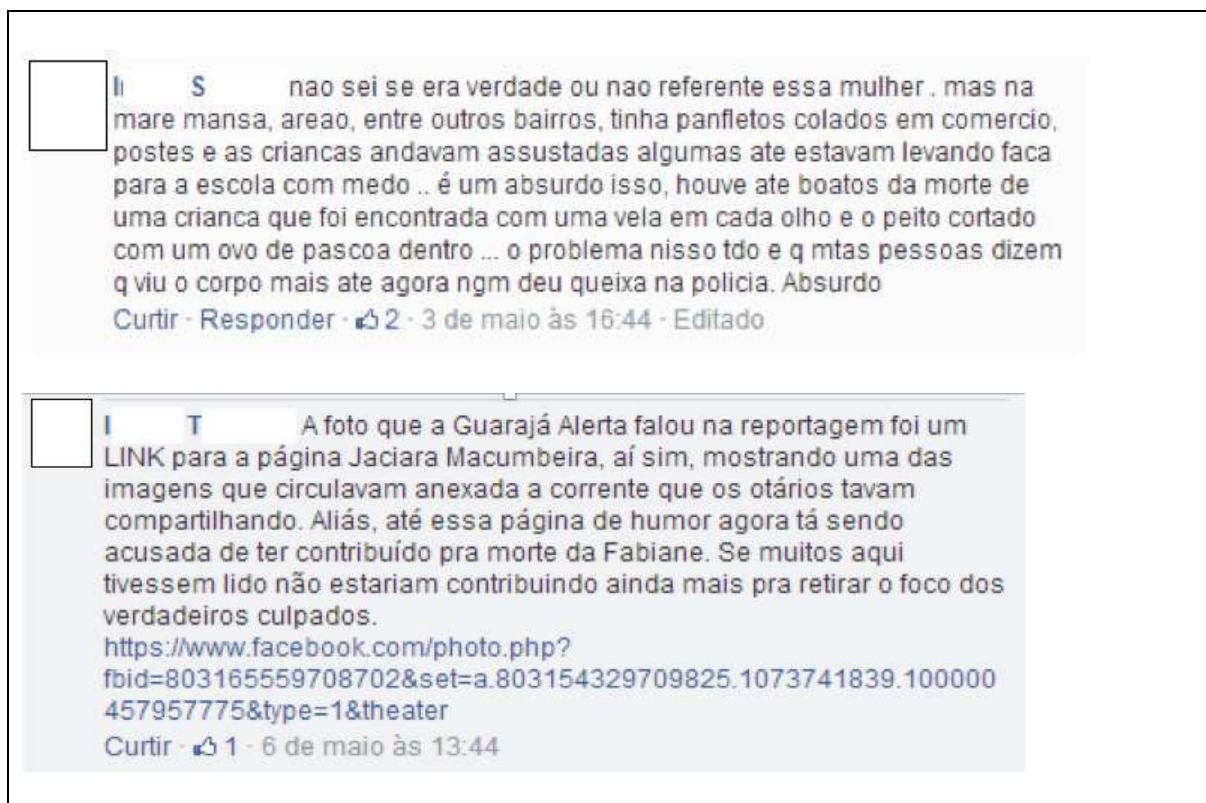 I S nao sei se era verdade ou nao referente essa mulher . mas na
mare mansa, areao, entre outros bairros, tinha panfletos colados em comercio,
postes e as criancas andavam assustadas algumas ate estavam levando faca
para a escola com medo .. é um absurdo isso, houve ate boatos da morte de
uma crianca que foi encontrada com uma vela em cada olho e o peito cortado
com um ovo de pascoa dentro ... o problema nisso tdo e q mtas pessoas dizem
q viu o corpo mais ate agora ngm deu queixa na policia. Absurdo
Curtir · Responder · 2 · 3 de maio às 16:44 · Editado
I T A foto que a Guarajá Alerta falou na reportagem foi um
LINK para a página Jaciara Macumbeira, aí sim, mostrando uma das
imagens que circulavam anexada a corrente que os otários tavam
compartilhando. Aliás, até essa página de humor agora tá sendo
acusada de ter contribuído pra morte da Fabiane. Se muitos aqui
tivessem lido não estariam contribuindo ainda mais pra retirar o foco dos
verdadeiros culpados.
https://www.facebook.com/photo.php?
fbid=803165559708702&set=a.803154329709825.1073741839.100000
457957775&type=1&theater
Curtir · 1 · 6 de maio às 13:44